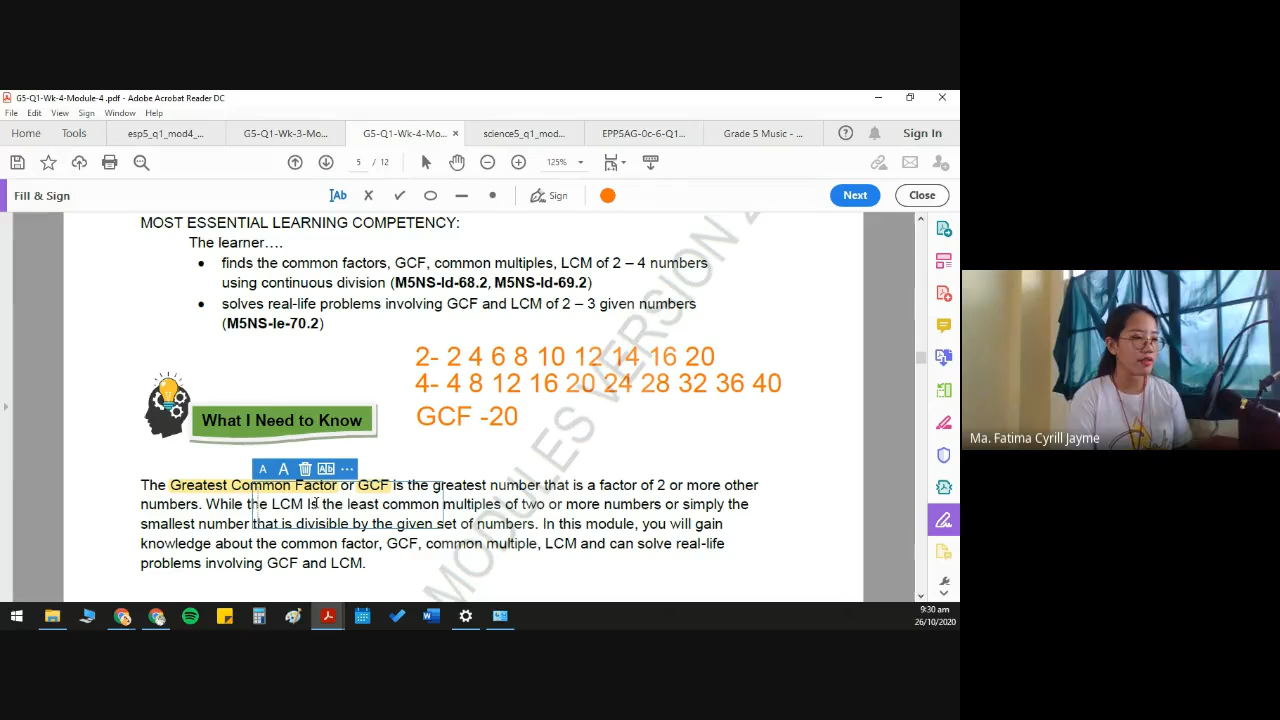 G5-Q1-Wk-4-Module-4 .pdf - Adobe Acrobat Reader DC
File Edit View Sign Window Help
Home Tools esp5_q1_mod4_... G5-Q1-Wk-3-Mo... G5-Q1-Wk-4-Mo... × science5_q1_mod... EPP5AG-0c-6-Q1... Grade 5 Music - ... Sign In
5 / 12 125%
Fill & Sign Ab Sign Next Close
MOST ESSENTIAL LEARNING COMPETENCY:
The learner….
• finds the common factors, GCF, common multiples, LCM of 2 – 4 numbers
using continuous division (M5NS-Id-68.2, M5NS-Id-69.2)
• solves real-life problems involving GCF and LCM of 2 – 3 given numbers
(M5NS-Ie-70.2)
2- 2 4 6 8 10 12 14 16 20
4- 4 8 12 16 20 24 28 32 36 40
GCF -20
What I Need to Know
A A Ab ...
The Greatest Common Factor or GCF is the greatest number that is a factor of 2 or more other
numbers. While the LCM is the least common multiples of two or more numbers or simply the
smallest number that is divisible by the given set of numbers. In this module, you will gain
knowledge about the common factor, GCF, common multiple, LCM and can solve real-life
problems involving GCF and LCM.
MODULES VERSION 2
9:30 am
26/10/2020
Ma. Fatima Cyrill Jayme